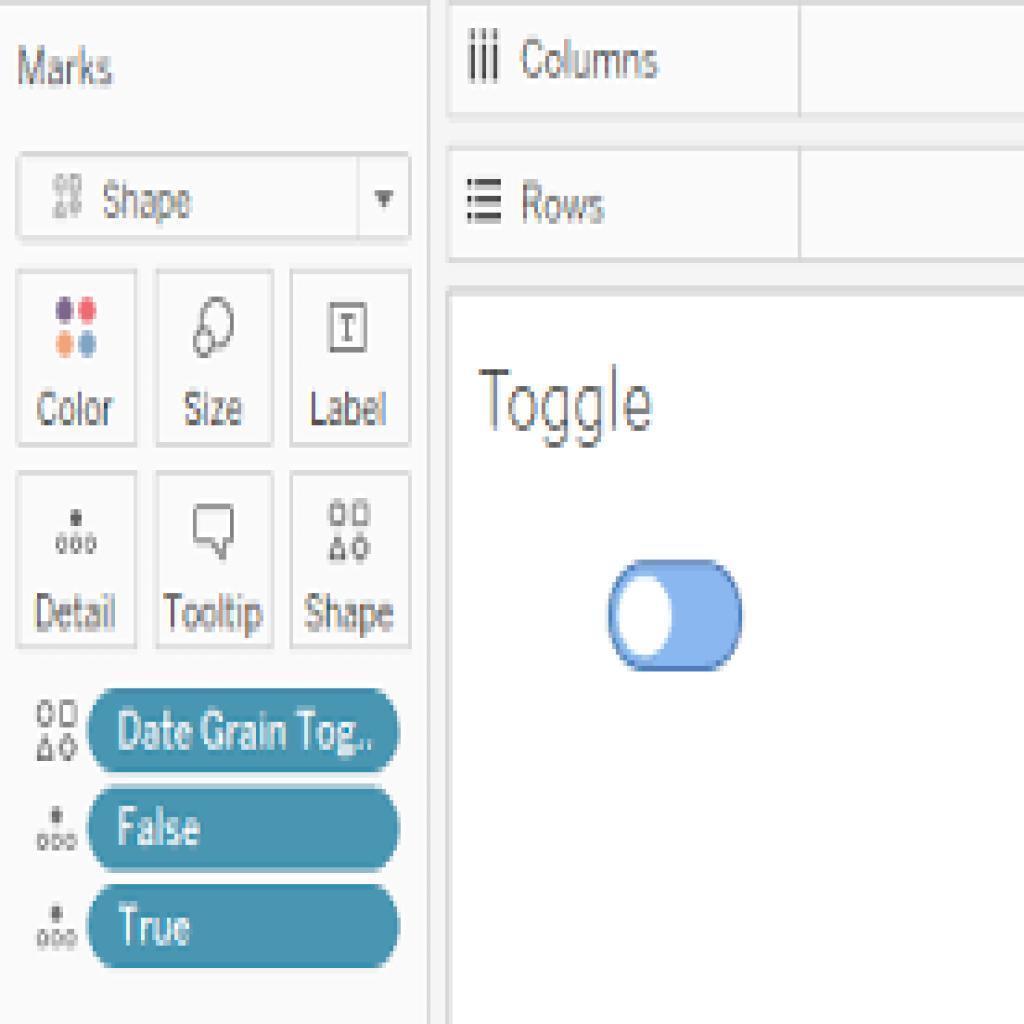 Marks
Shape
Color Size Label
Detail Tooltip Shape
Date Grain Tog..
False
True
Columns
Rows
Toggle